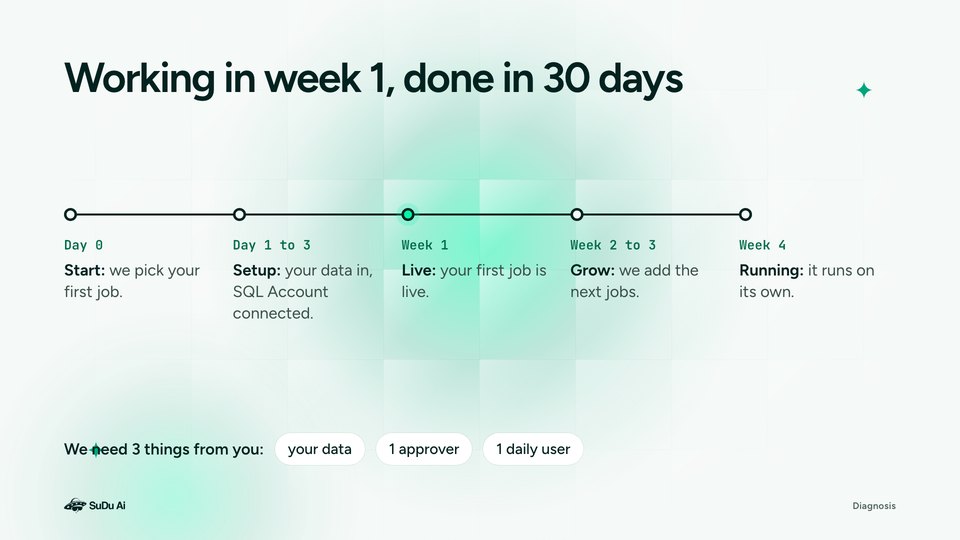 Working in week 1, done in 30 days
Day 0
Start: we pick your
first job.
Day 1 to 3
Setup: your data in,
SQL Account
connected.
Week 1
Live: your first job is
live.
Week 2 to 3
Grow: we add the
next jobs.
Week 4
Running: it runs on
its own.
We need 3 things from you:
your data
1 approver
1 daily user
SuDu Ai
Diagnosis